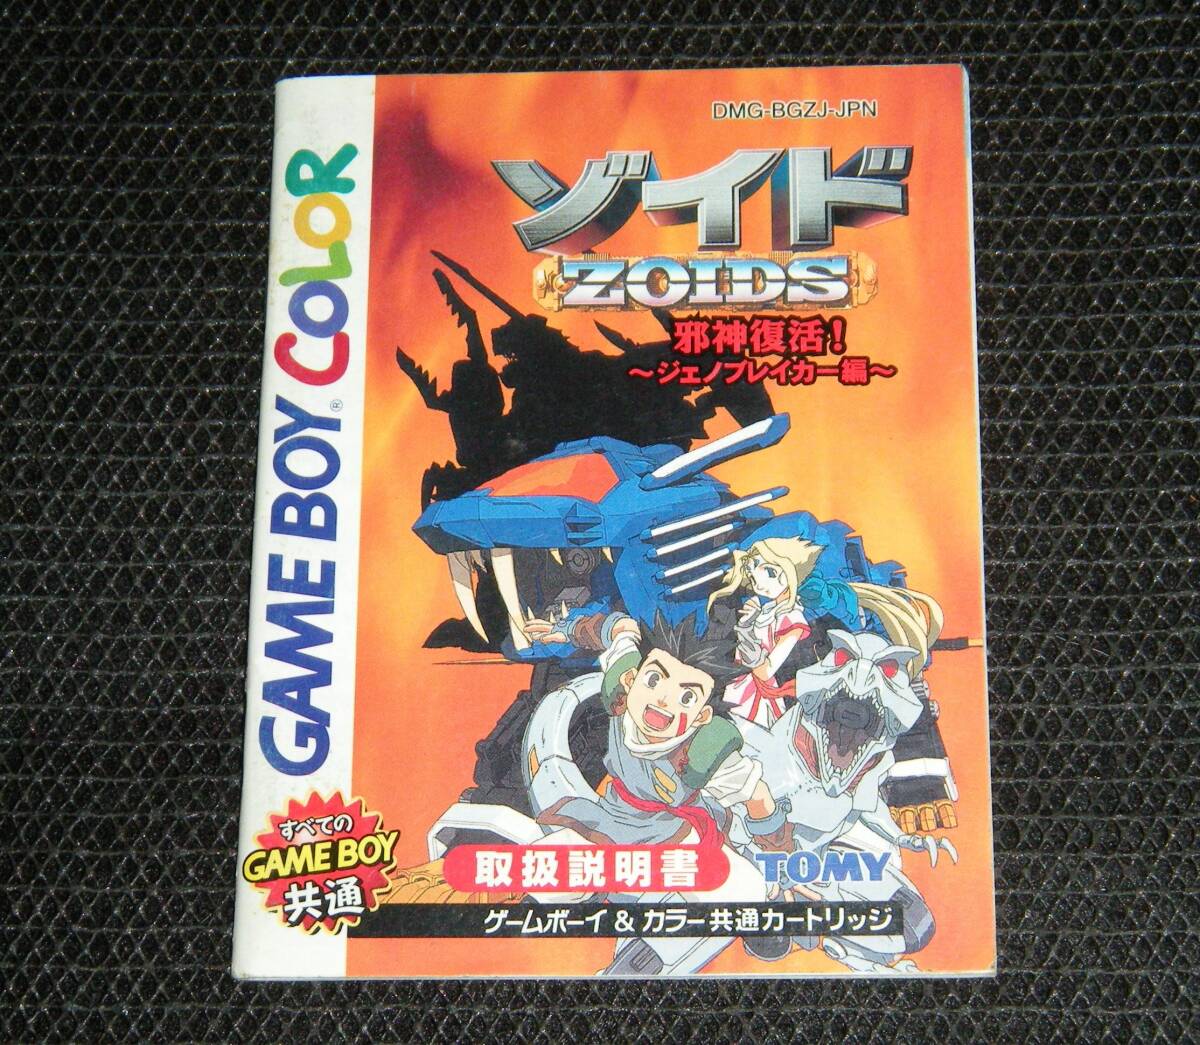 DMG-BGZJ-JPN
ゾイド
ZOIDS
邪神復活!
～ジェノブレイカー編～
GAME BOY® COLOR
すべての
GAME BOY
共通
取扱説明書
TOMY
ゲームボーイ & カラー共通カートリッジ